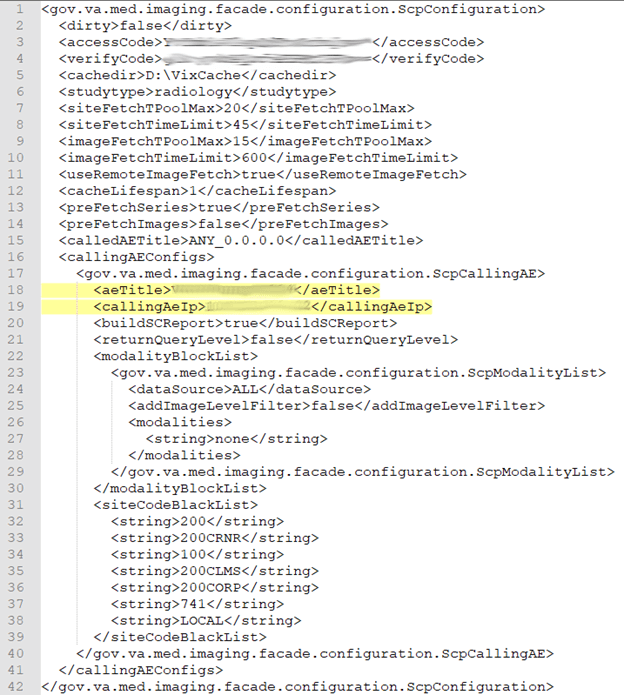 1 <gov.va.med.imaging.facade.configuration.ScpConfiguration>
2 <dirty>false</dirty>
3 <accessCode></accessCode>
4 <verifyCode></verifyCode>
5 <cachedir>D:\VixCache</cachedir>
6 <studytype>radiology</studytype>
7 <siteFetchTPoolMax>20</siteFetchTPoolMax>
8 <siteFetchTimeLimit>45</siteFetchTimeLimit>
9 <imageFetchTPoolMax>15</imageFetchTPoolMax>
10 <imageFetchTimeLimit>600</imageFetchTimeLimit>
11 <useRemoteImageFetch>true</useRemoteImageFetch>
12 <cacheLifespan>1</cacheLifespan>
13 <preFetchSeries>true</preFetchSeries>
14 <preFetchImages>false</preFetchImages>
15 <calledAETitle>ANY_0.0.0.0</calledAETitle>
16 <callingAEConfigs>
17 <gov.va.med.imaging.facade.configuration.ScpCallingAE>
18 <aeTitle></aeTitle>
19 <callingAeIp></callingAeIp>
20 <buildSCReport>true</buildSCReport>
21 <returnQueryLevel>false</returnQueryLevel>
22 <modalityBlockList>
23 <gov.va.med.imaging.facade.configuration.ScpModalityList>
24 <dataSource>ALL</dataSource>
25 <addImageLevelFilter>false</addImageLevelFilter>
26 <modalities>
27 <string>none</string>
28 </modalities>
29 </gov.va.med.imaging.facade.configuration.ScpModalityList>
30 </modalityBlockList>
31 <siteCodeBlackList>
32 <string>200</string>
33 <string>200CRNR</string>
34 <string>100</string>
35 <string>200CLMS</string>
36 <string>200CORP</string>
37 <string>741</string>
38 <string>LOCAL</string>
39 </siteCodeBlackList>
40 </gov.va.med.imaging.facade.configuration.ScpCallingAE>
41 </callingAEConfigs>
42 </gov.va.med.imaging.facade.configuration.ScpConfiguration>